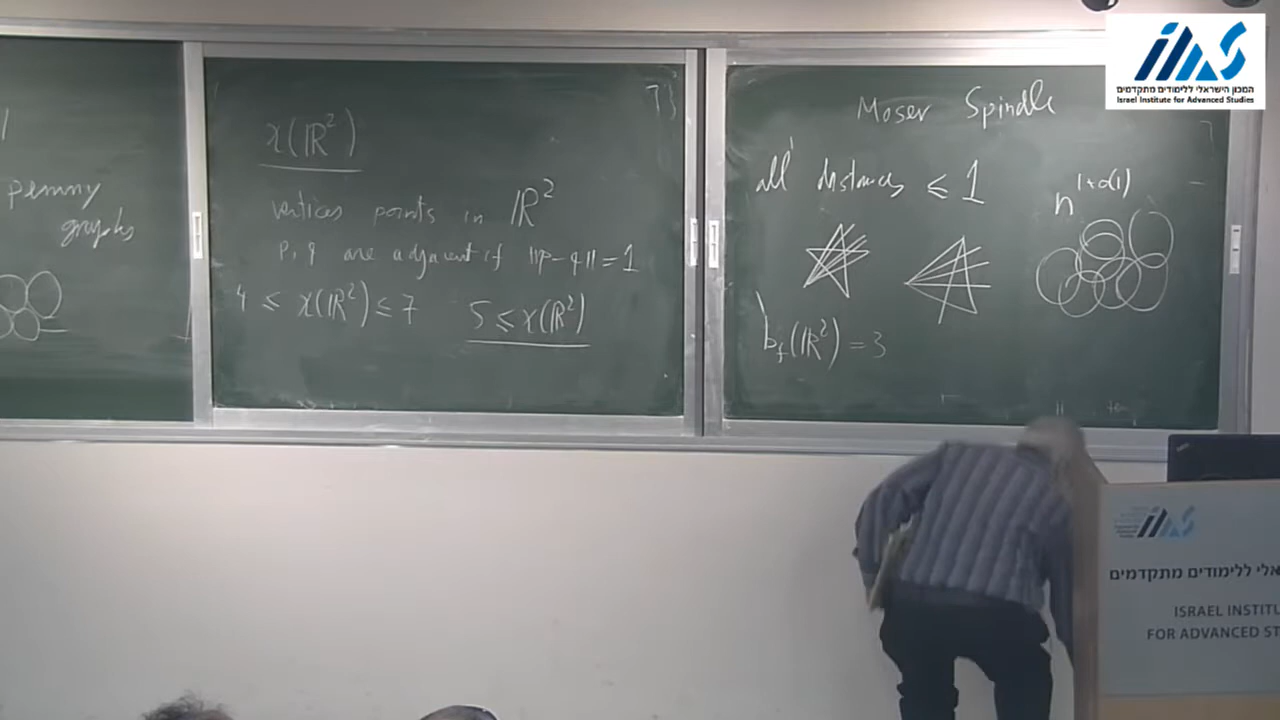 penny
graphs
χ(ℝ²)
vertices points in ℝ²
p, q are adjacent if ||p-q||=1
4 ≤ χ(ℝ²) ≤ 7
5 ≤ χ(ℝ²)
73
Moser Spindle
all distances ≤ 1
n^{1+o(1)}
b_f(ℝ²) = 3
המכון הישראלי ללימודים מתקדמים
Israel Institute for Advanced Studies
אלי ללימודים מתקדמים
ISRAEL INSTITU
FOR ADVANCED ST